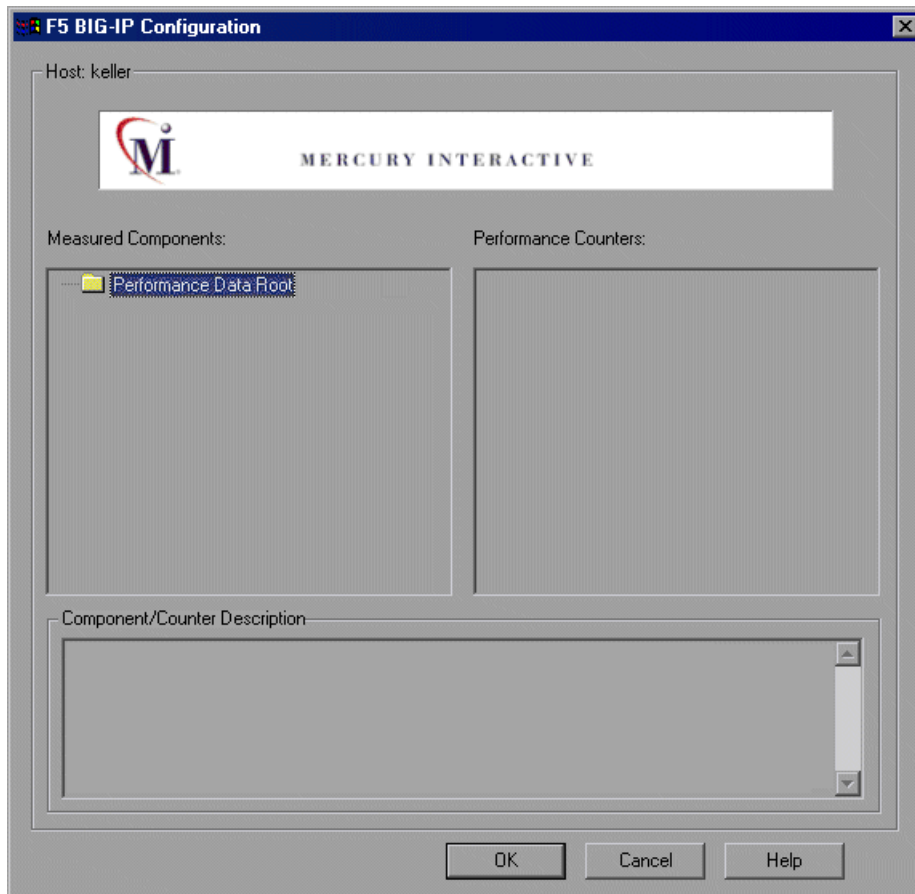 F5 BIG-IP Configuration
Host: keller
M
MERCURY INTERACTIVE
Measured Components:
Performance Counters:
Performance Data Root
Component/Counter Description
OK
Cancel
Help